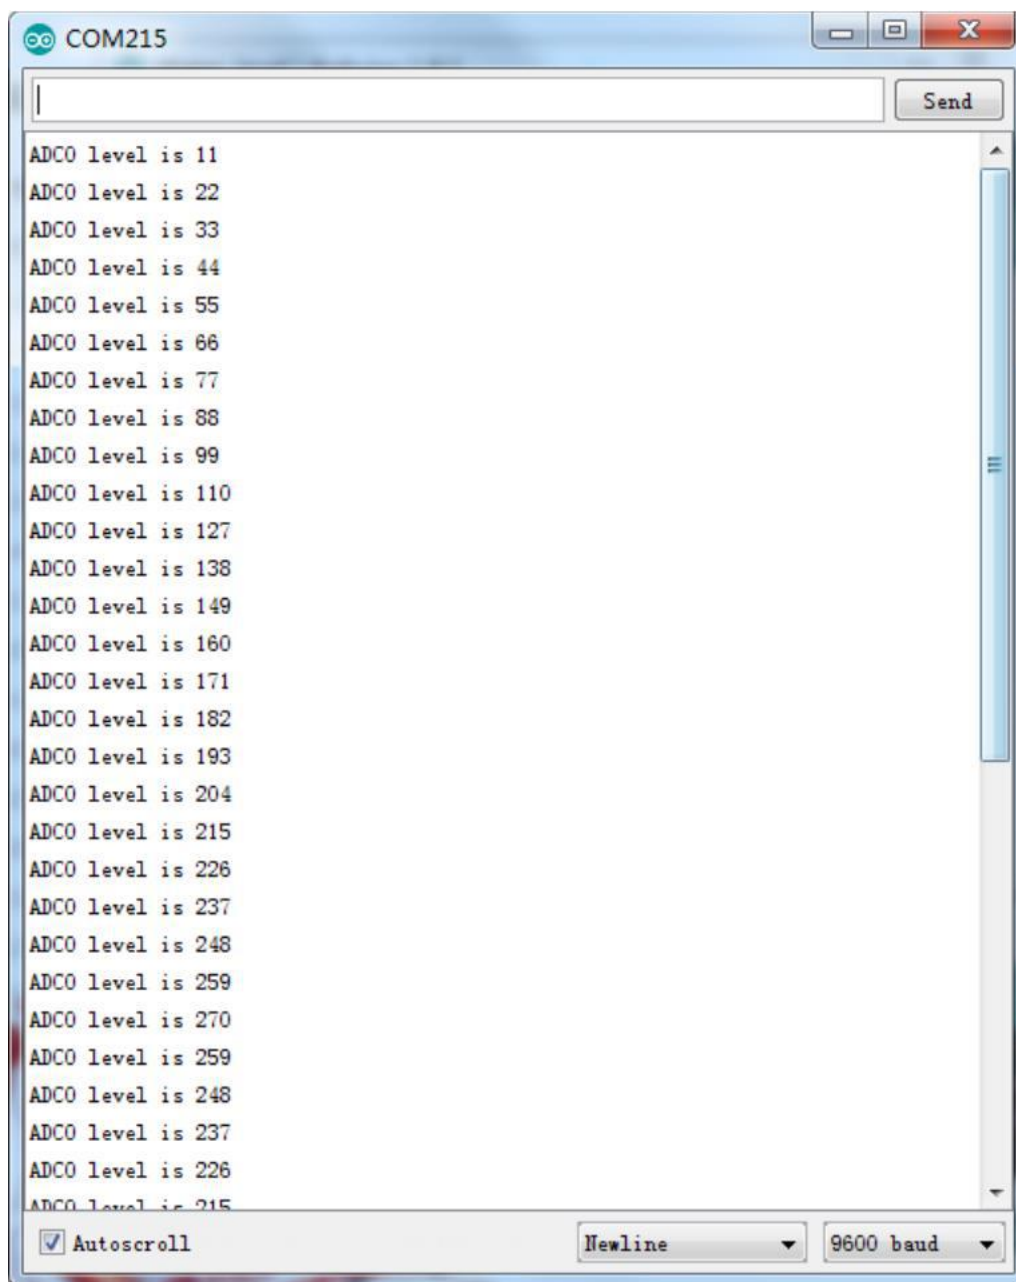 COM215
Send
ADC0 level is 11
ADC0 level is 22
ADC0 level is 33
ADC0 level is 44
ADC0 level is 55
ADC0 level is 66
ADC0 level is 77
ADC0 level is 88
ADC0 level is 99
ADC0 level is 110
ADC0 level is 127
ADC0 level is 138
ADC0 level is 149
ADC0 level is 160
ADC0 level is 171
ADC0 level is 182
ADC0 level is 193
ADC0 level is 204
ADC0 level is 215
ADC0 level is 226
ADC0 level is 237
ADC0 level is 248
ADC0 level is 259
ADC0 level is 270
ADC0 level is 259
ADC0 level is 248
ADC0 level is 237
ADC0 level is 226
ADC0 level is 215
Autoscroll
Newline
9600 baud